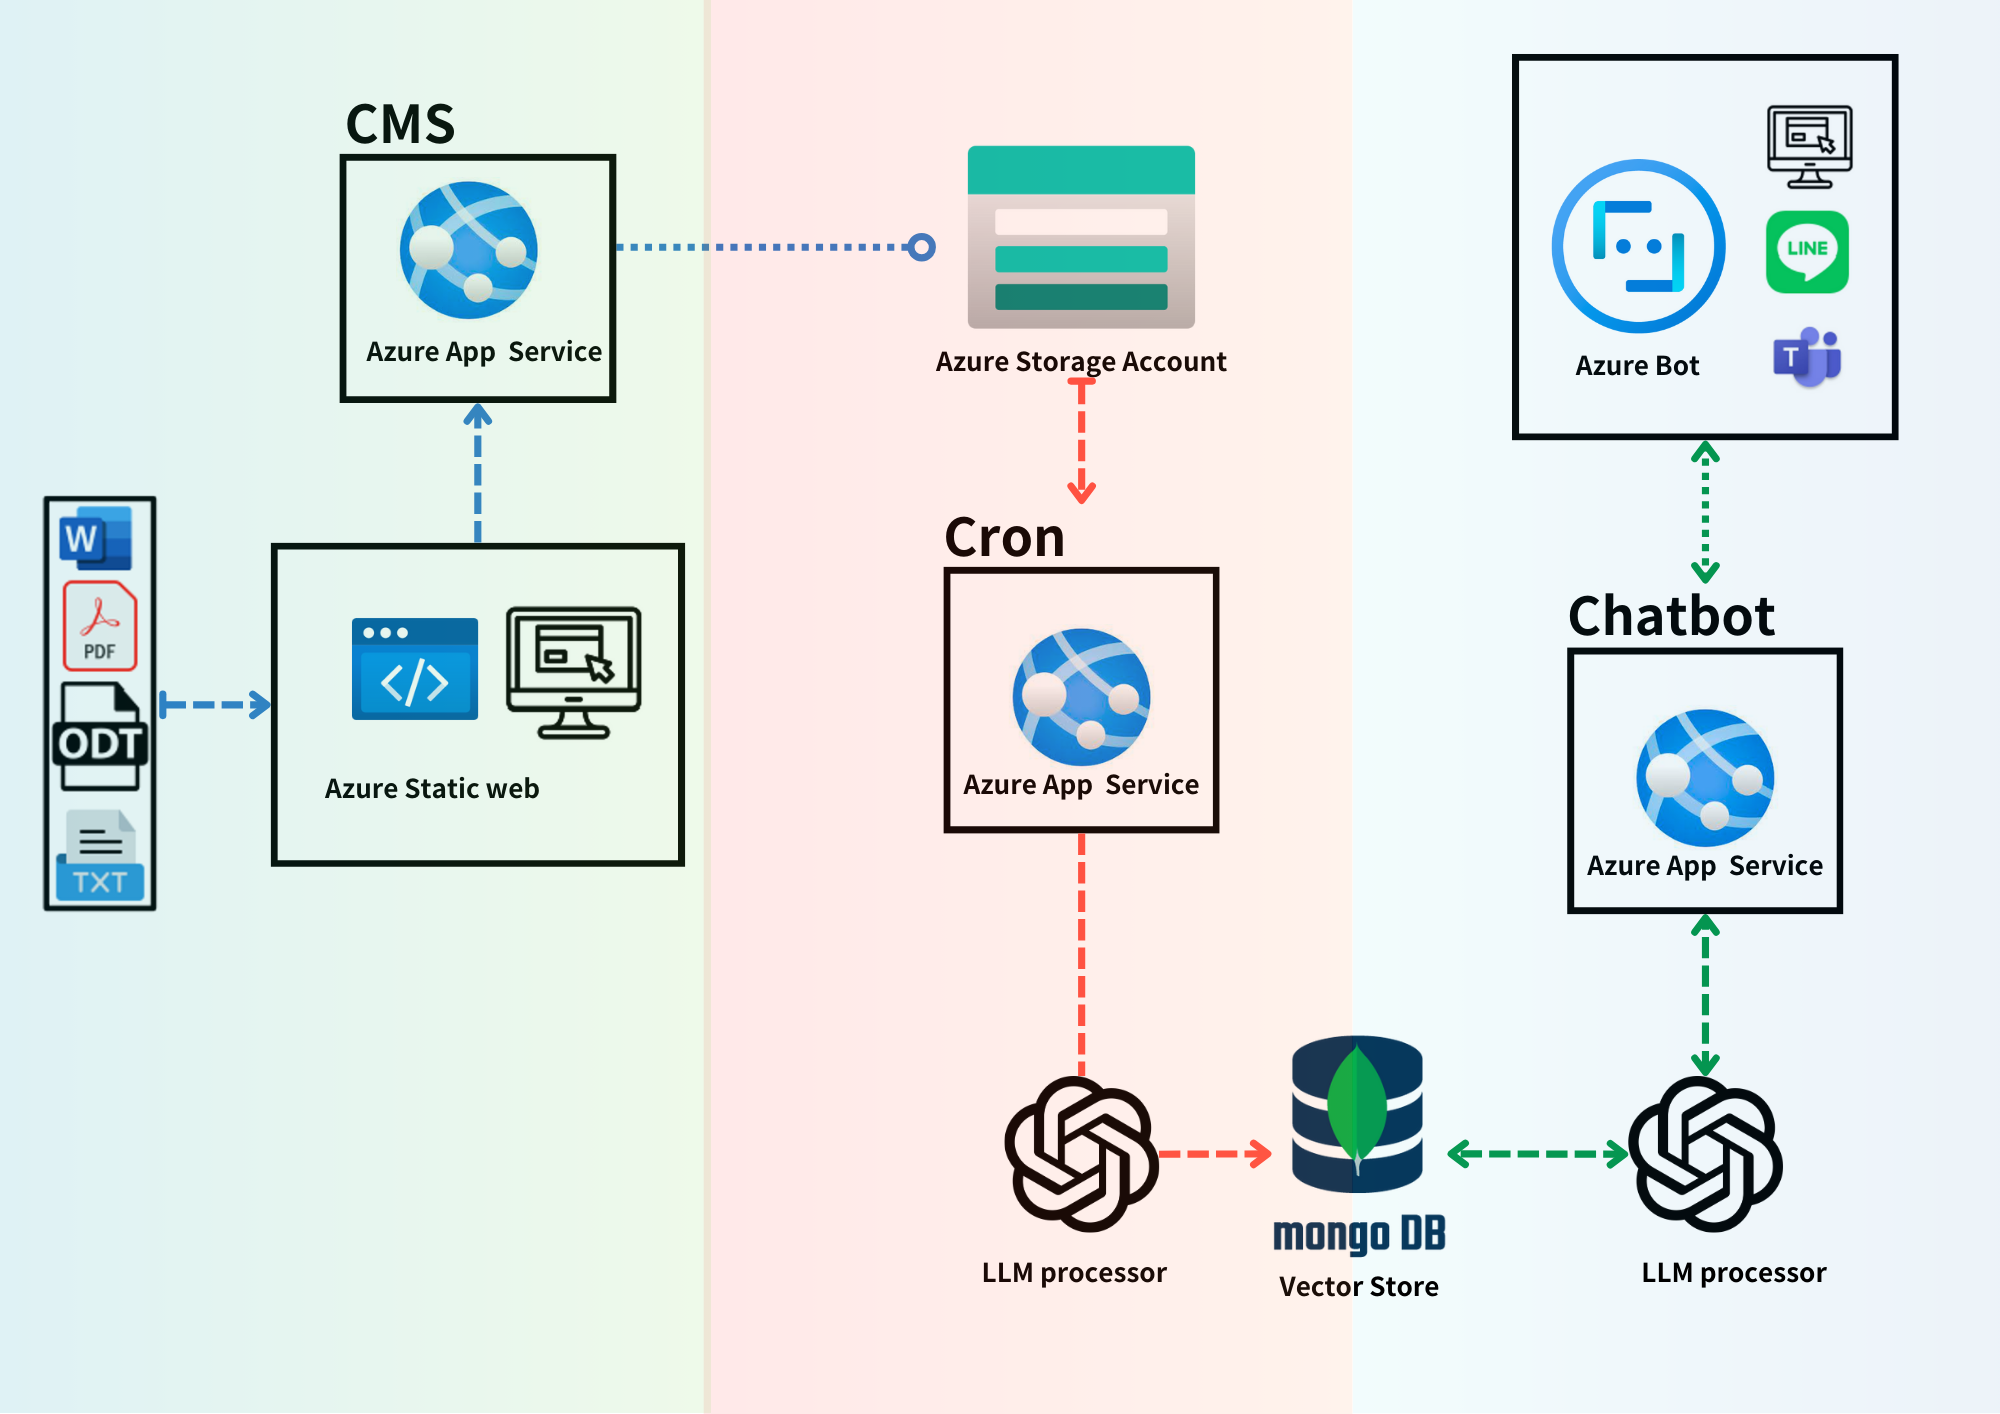 CMS
Azure App  Service
W
PDF
ODT
TXT
</>
Azure Static web
Azure Storage Account
Cron
Azure App  Service
LLM processor
mongo DB
Vector Store
LINE
T
Azure Bot
Chatbot
Azure App  Service
LLM processor